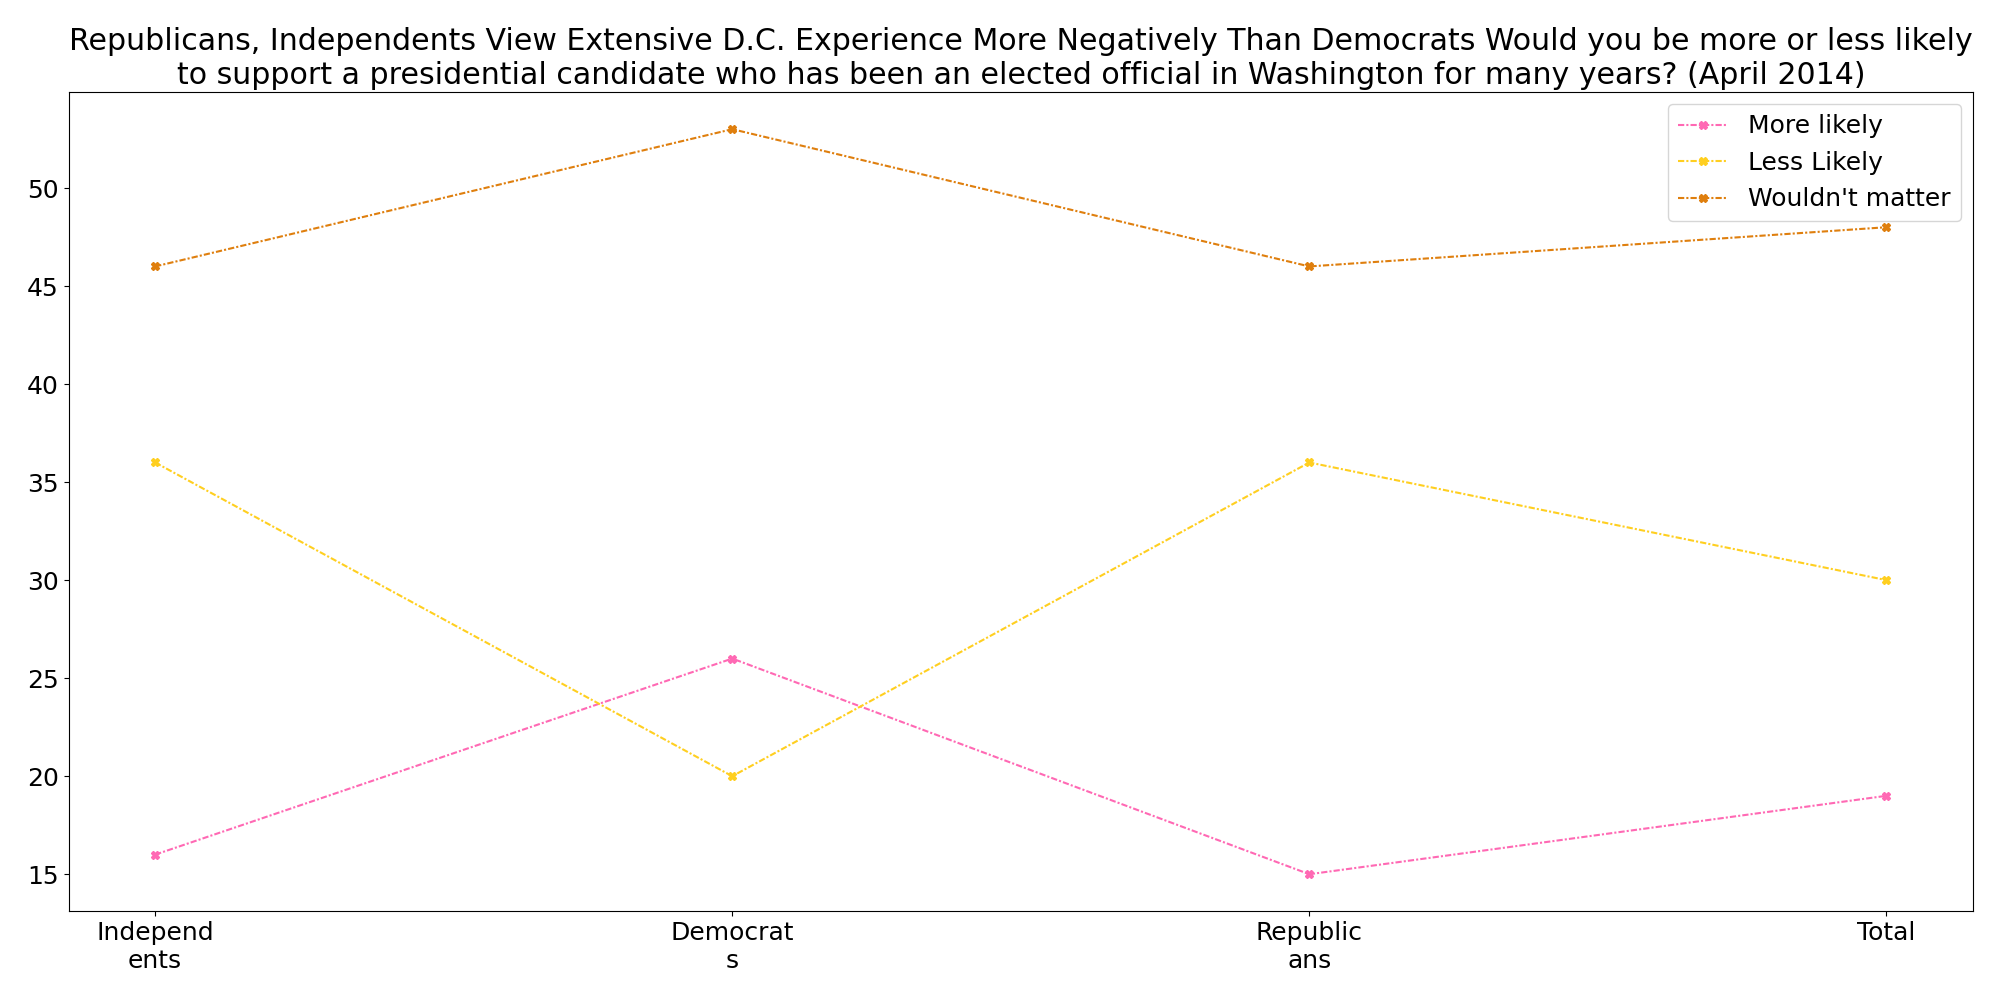 Republicans, Independents View Extensive D.C. Experience More Negatively Than Democrats Would you be more or less likely
to support a presidential candidate who has been an elected official in Washington for many years? (April 2014)
More likely
Less Likely
Wouldn't matter
50
45
40
35
30
25
20
15
Independ
ents
Democrat
s
Republic
ans
Total